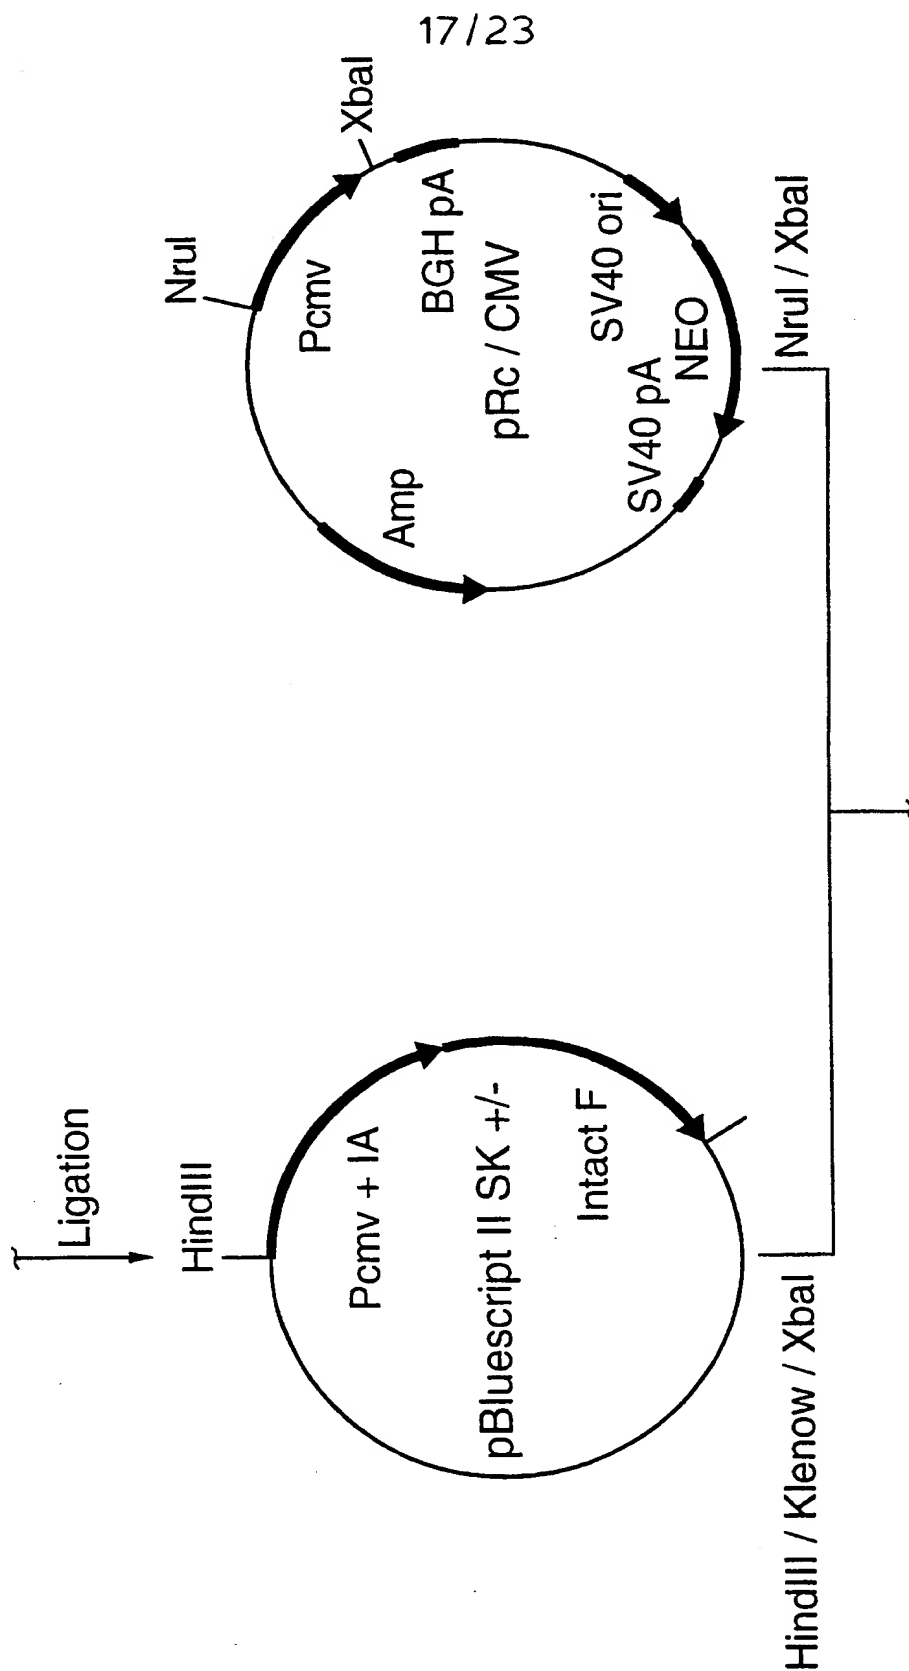 17/23
Ligation
HindIII
Pcmv + IA
pBluescript II SK +/-
Intact F
HindIII / Klenow / XbaI
NruI
XbaI
Pcmv
BGH pA
Amp
pRc / CMV
SV40 ori
SV40 pA
NEO
NruI / XbaI